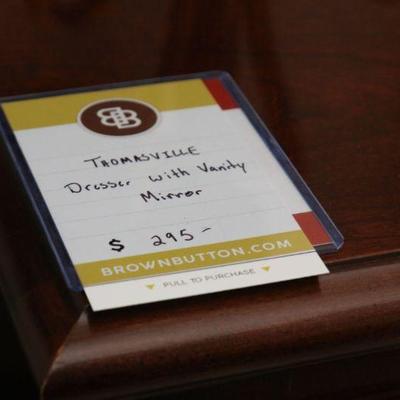 BB
THOMASVILLE
Dresser with Vanity
Mirror
$ 295-
BROWNBUTTON.COM
PULL TO PURCHASE